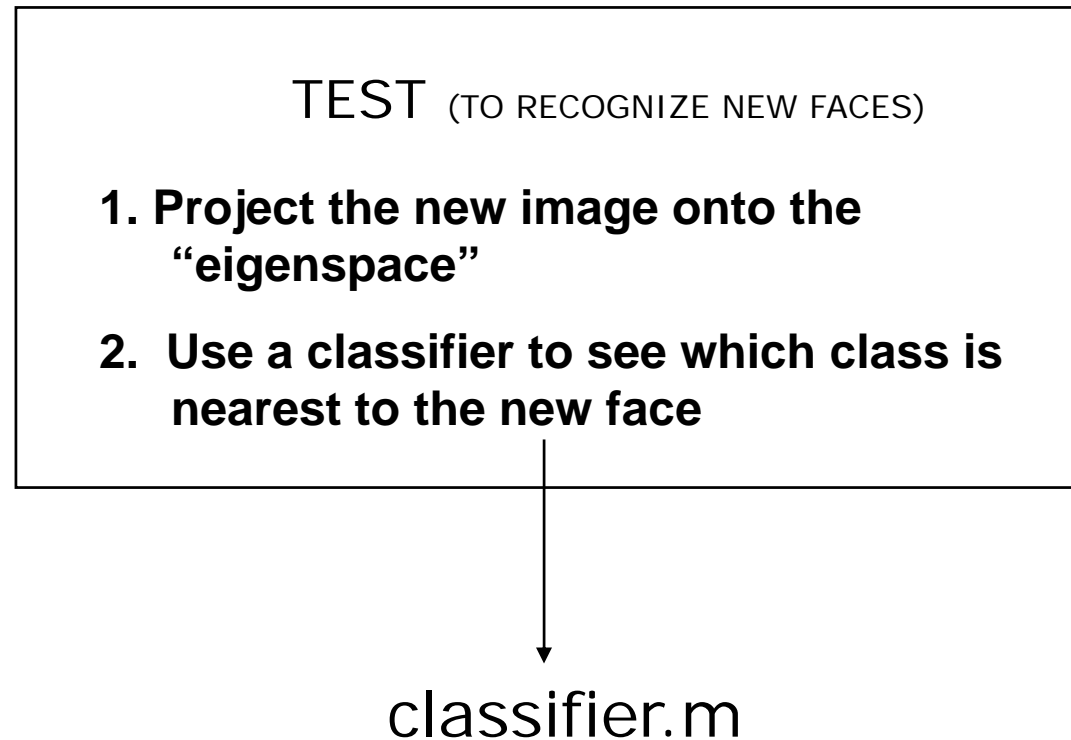 TEST (TO RECOGNIZE NEW FACES)
1. Project the new image onto the
“eigenspace”
2. Use a classifier to see which class is
nearest to the new face
classifier.m